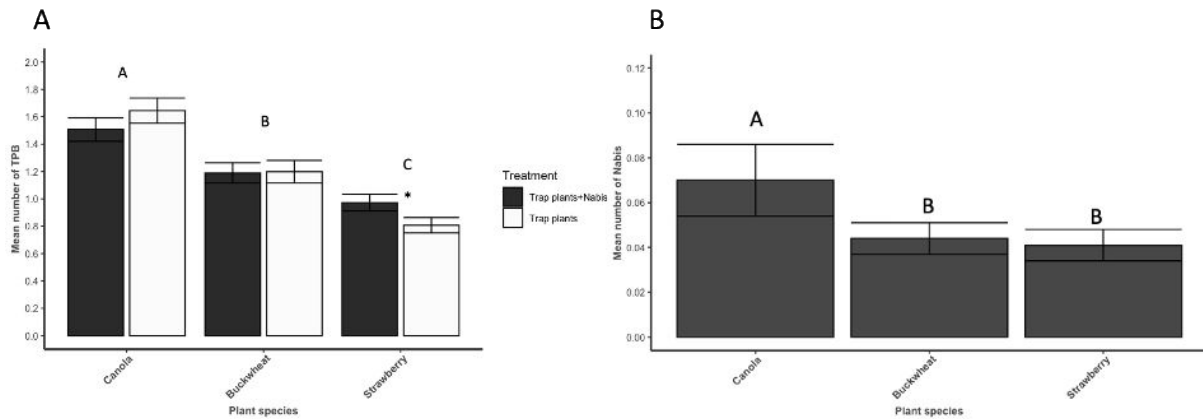 A
Mean number of TPB
2.0
1.8
1.6
1.4
1.2
1.0
0.8
0.6
0.4
0.2
0.0
A
B
C
*
Canola
Buckwheat
Strawberry
Plant species
Treatment
Trap plants+Nabis
Trap plants
B
Mean number of Nabis
0.12
0.10
0.08
0.06
0.04
0.02
0.00
A
B
B
Canola
Buckwheat
Strawberry
Plant species